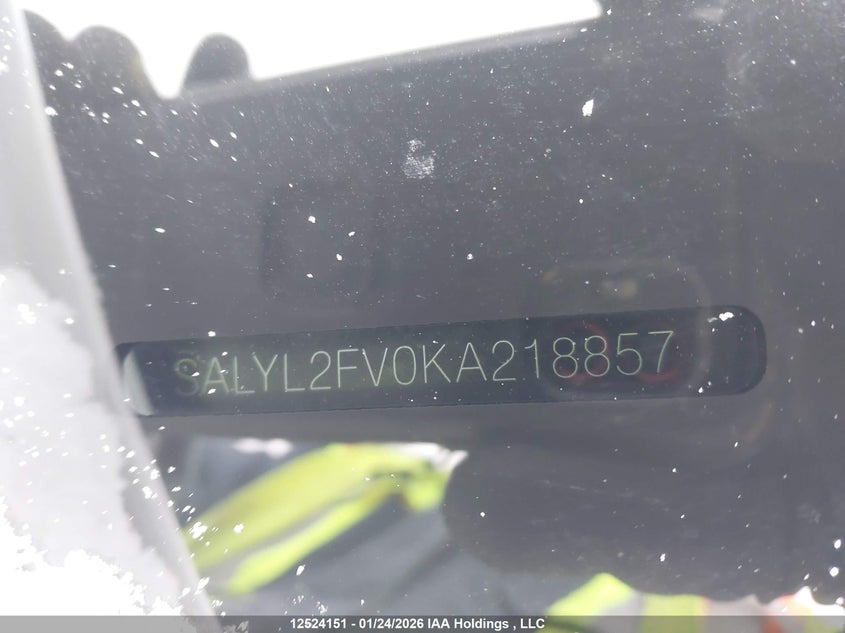 SALYL2FV0KA218857
12524151 - 01/24/2026 IAA Holdings , LLC